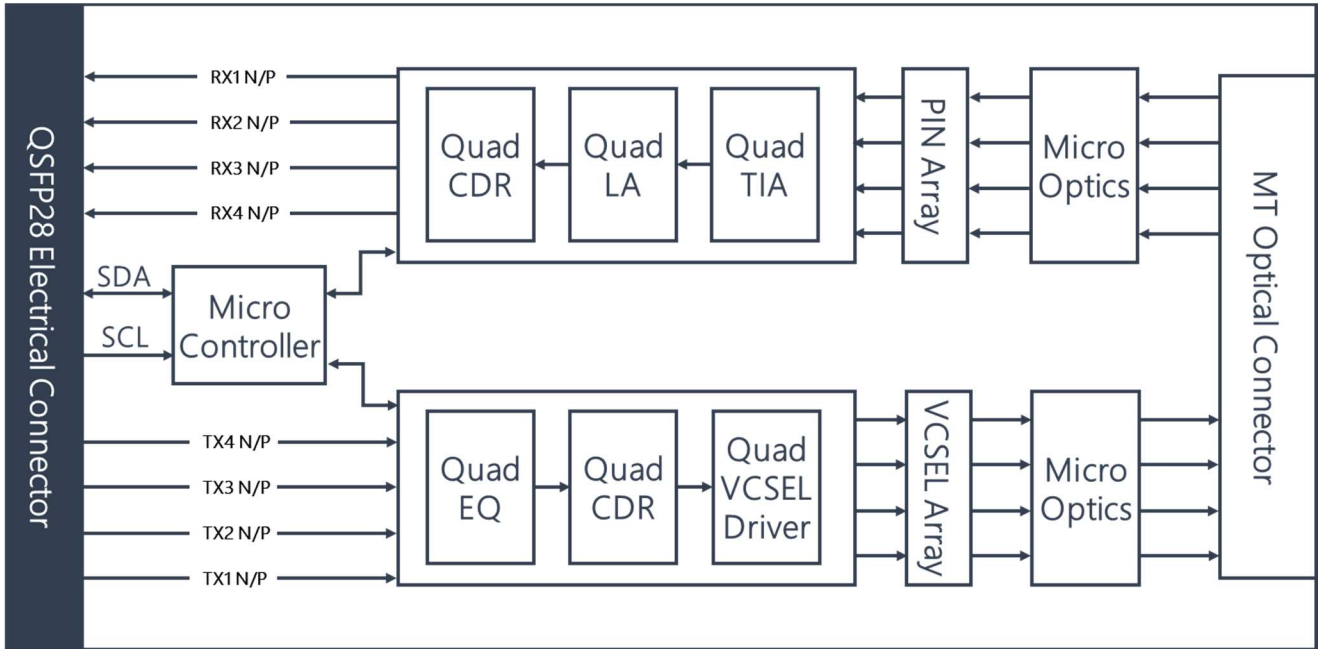 QSFP28 Electrical Connector
RX1 N/P
RX2 N/P
RX3 N/P
RX4 N/P
SDA
SCL
Micro
Controller
TX4 N/P
TX3 N/P
TX2 N/P
TX1 N/P
Quad
CDR
Quad
LA
Quad
TIA
PIN Array
Micro
Optics
Quad
EQ
Quad
CDR
Quad
VCSEL
Driver
VCSEL Array
Micro
Optics
MT Optical Connector